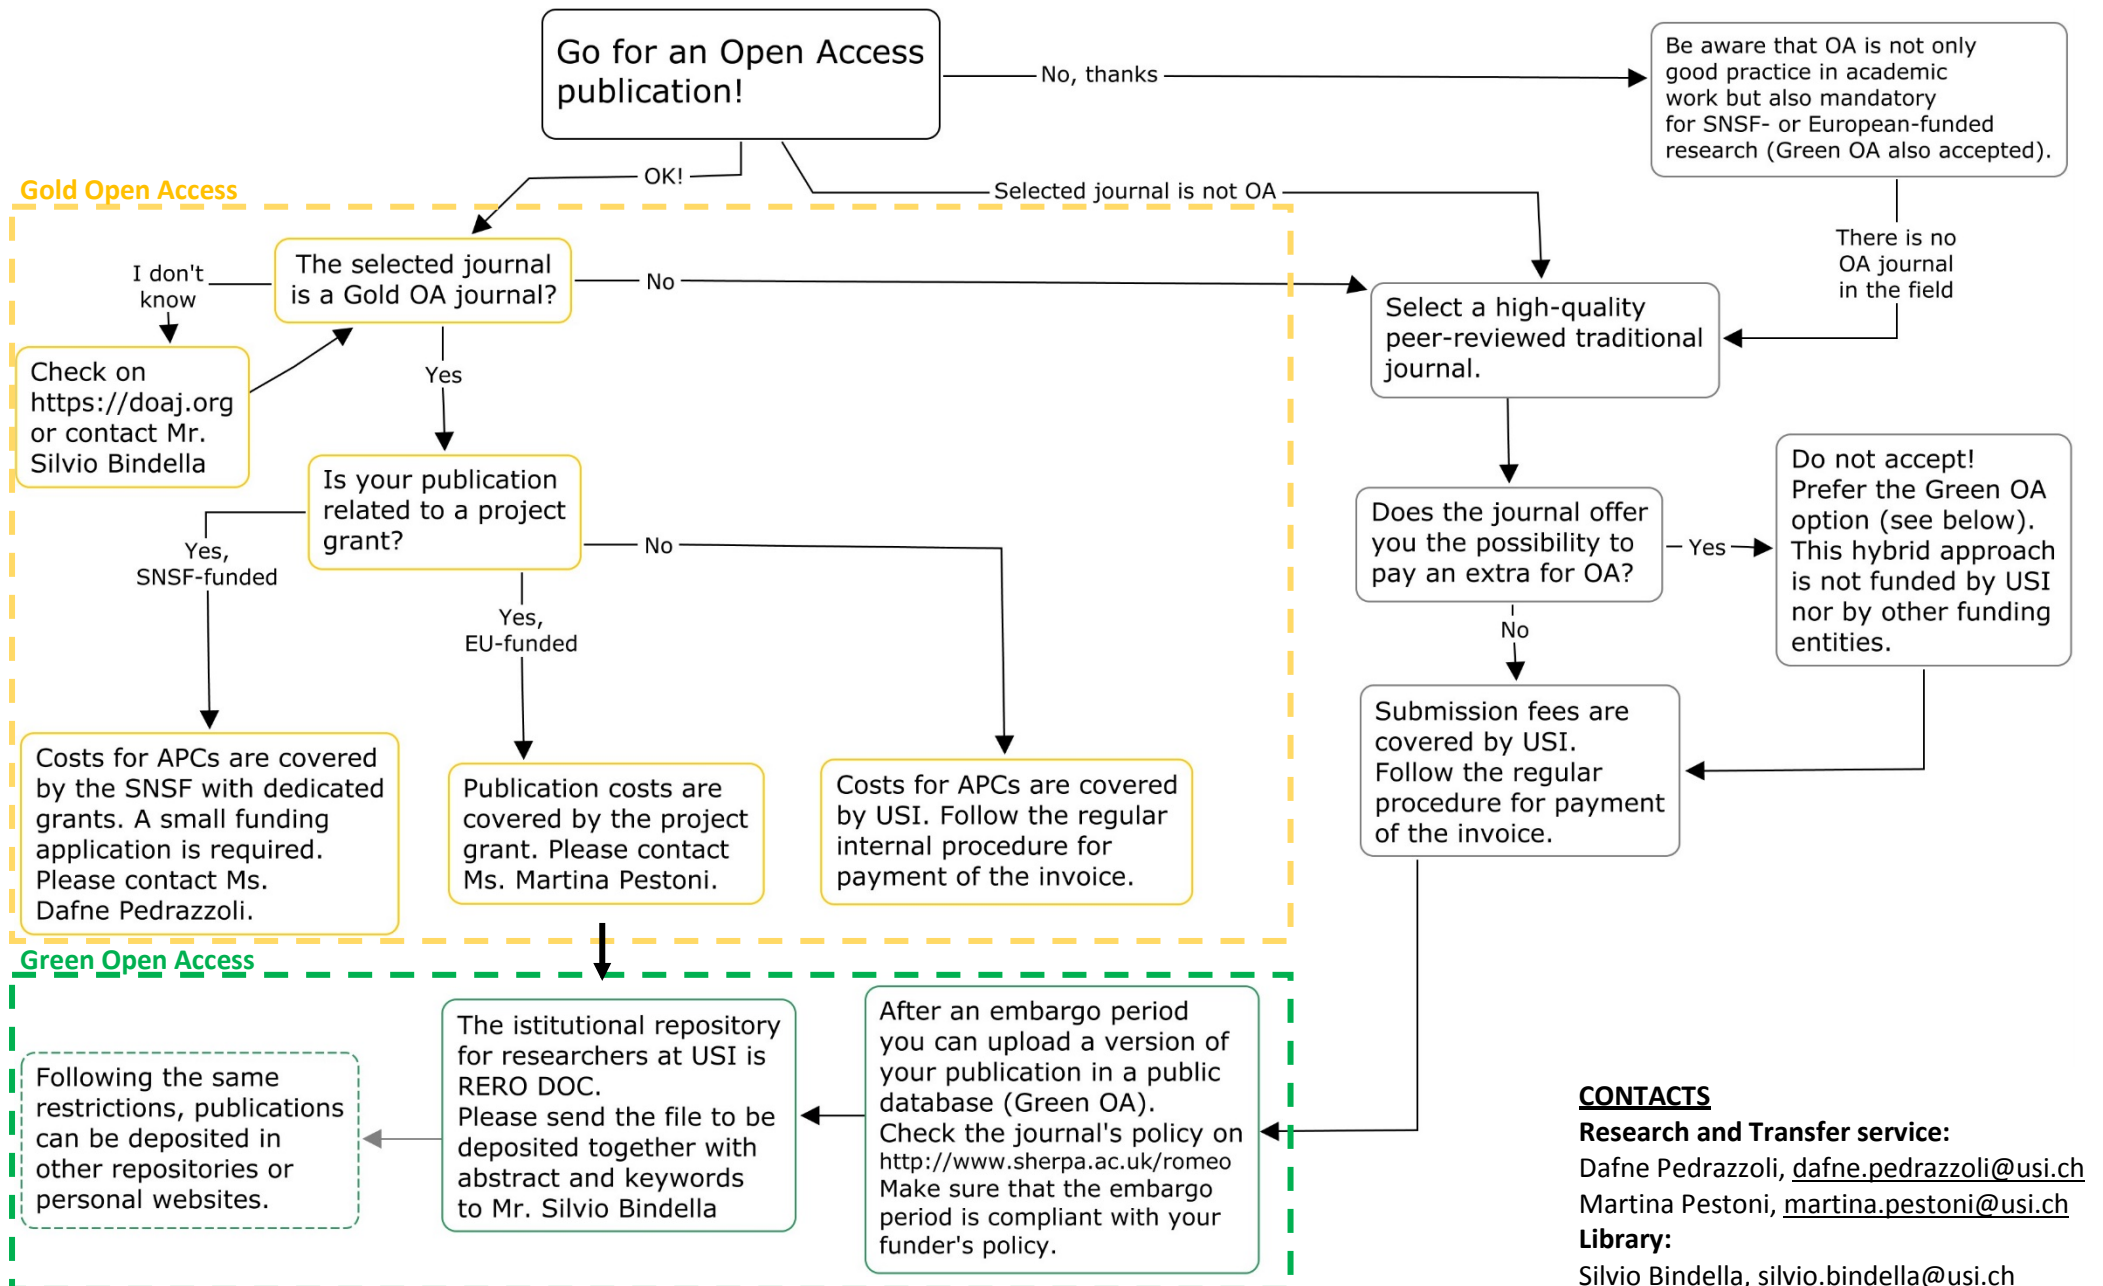 Go for an Open Access
publication!
No, thanks
Be aware that OA is not only
good practice in academic
work but also mandatory
for SNSF- or European-funded
research (Green OA also accepted).
OK!
Selected journal is not OA
There is no
OA journal
in the field
Gold Open Access
The selected journal
is a Gold OA journal?
I don't
know
No
Check on
https://doaj.org
or contact Mr.
Silvio Bindella
Yes
Select a high-quality
peer-reviewed traditional
journal.
Is your publication
related to a project
grant?
Yes,
SNSF-funded
Yes,
EU-funded
No
Does the journal offer
you the possibility to
pay an extra for OA?
Yes
Do not accept!
Prefer the Green OA
option (see below).
This hybrid approach
is not funded by USI
nor by other funding
entities.
No
Submission fees are
covered by USI.
Follow the regular
procedure for payment
of the invoice.
Costs for APCs are covered
by the SNSF with dedicated
grants. A small funding
application is required.
Please contact Ms.
Dafne Pedrazzoli.
Publication costs are
covered by the project
grant. Please contact
Ms. Martina Pestoni.
Costs for APCs are covered
by USI. Follow the regular
internal procedure for
payment of the invoice.
Green Open Access
Following the same
restrictions, publications
can be deposited in
other repositories or
personal websites.
The istitutional repository
for researchers at USI is
RERO DOC.
Please send the file to be
deposited together with
abstract and keywords
to Mr. Silvio Bindella
After an embargo period
you can upload a version of
your publication in a public
database (Green OA).
Check the journal's policy on
http://www.sherpa.ac.uk/romeo
Make sure that the embargo
period is compliant with your
funder's policy.
CONTACTS
Research and Transfer service:
Dafne Pedrazzoli, dafne.pedrazzoli@usi.ch
Martina Pestoni, martina.pestoni@usi.ch
Library:
Silvio Bindella, silvio.bindella@usi.ch